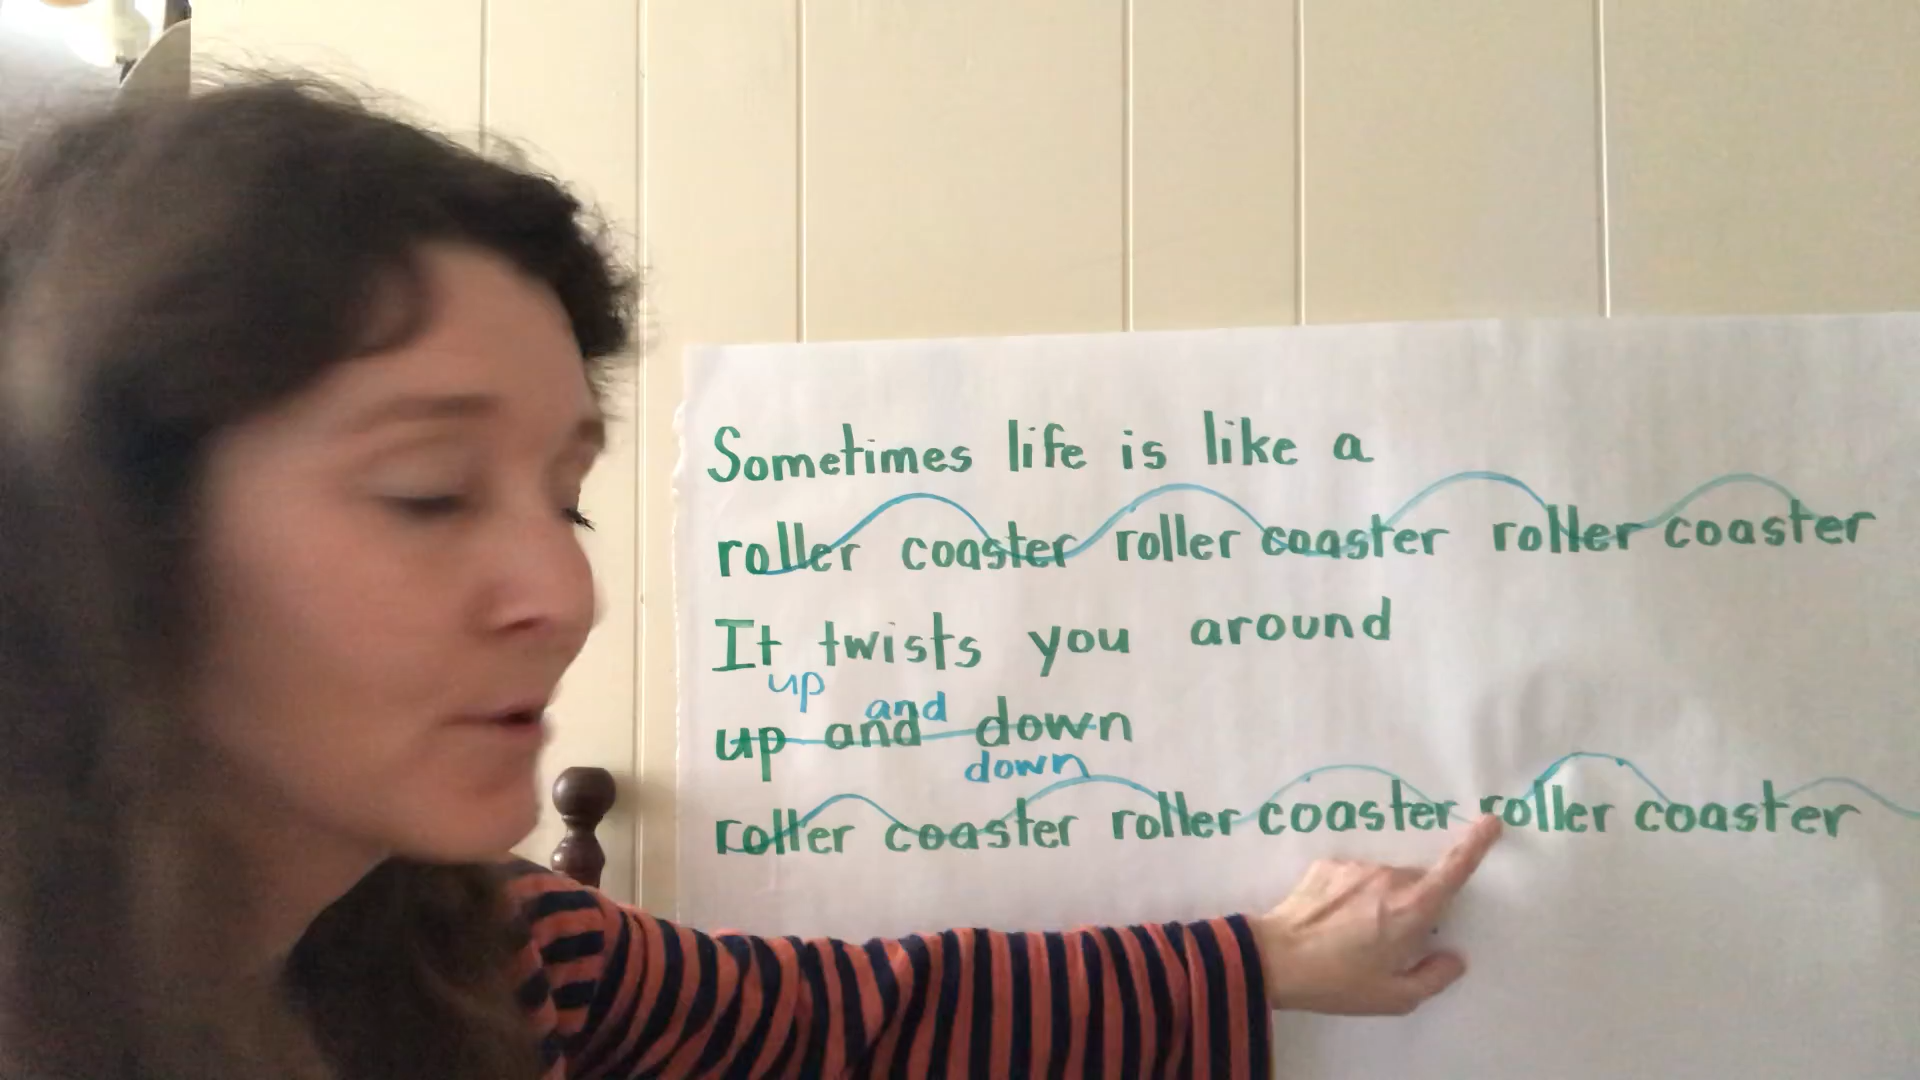 Sometimes life is like a
roller coaster roller coaster roller coaster
It twists you around
up and
up and down
down
roller coaster roller coaster roller coaster